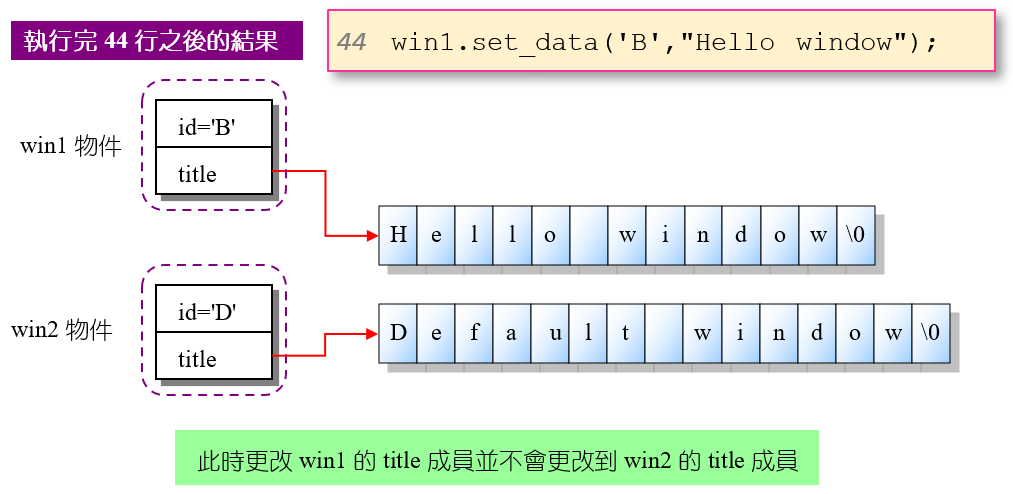 執行完 44 行之後的結果
44 win1.set_data('B',"Hello window");
win1 物件
id='B'
title
H e l l o w i n d o w \0
win2 物件
id='D'
title
D e f a u l t w i n d o w \0
此時更改 win1 的 title 成員並不會更改到 win2 的 title 成員